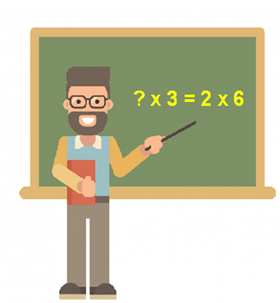 ? x 3 = 2 x 6